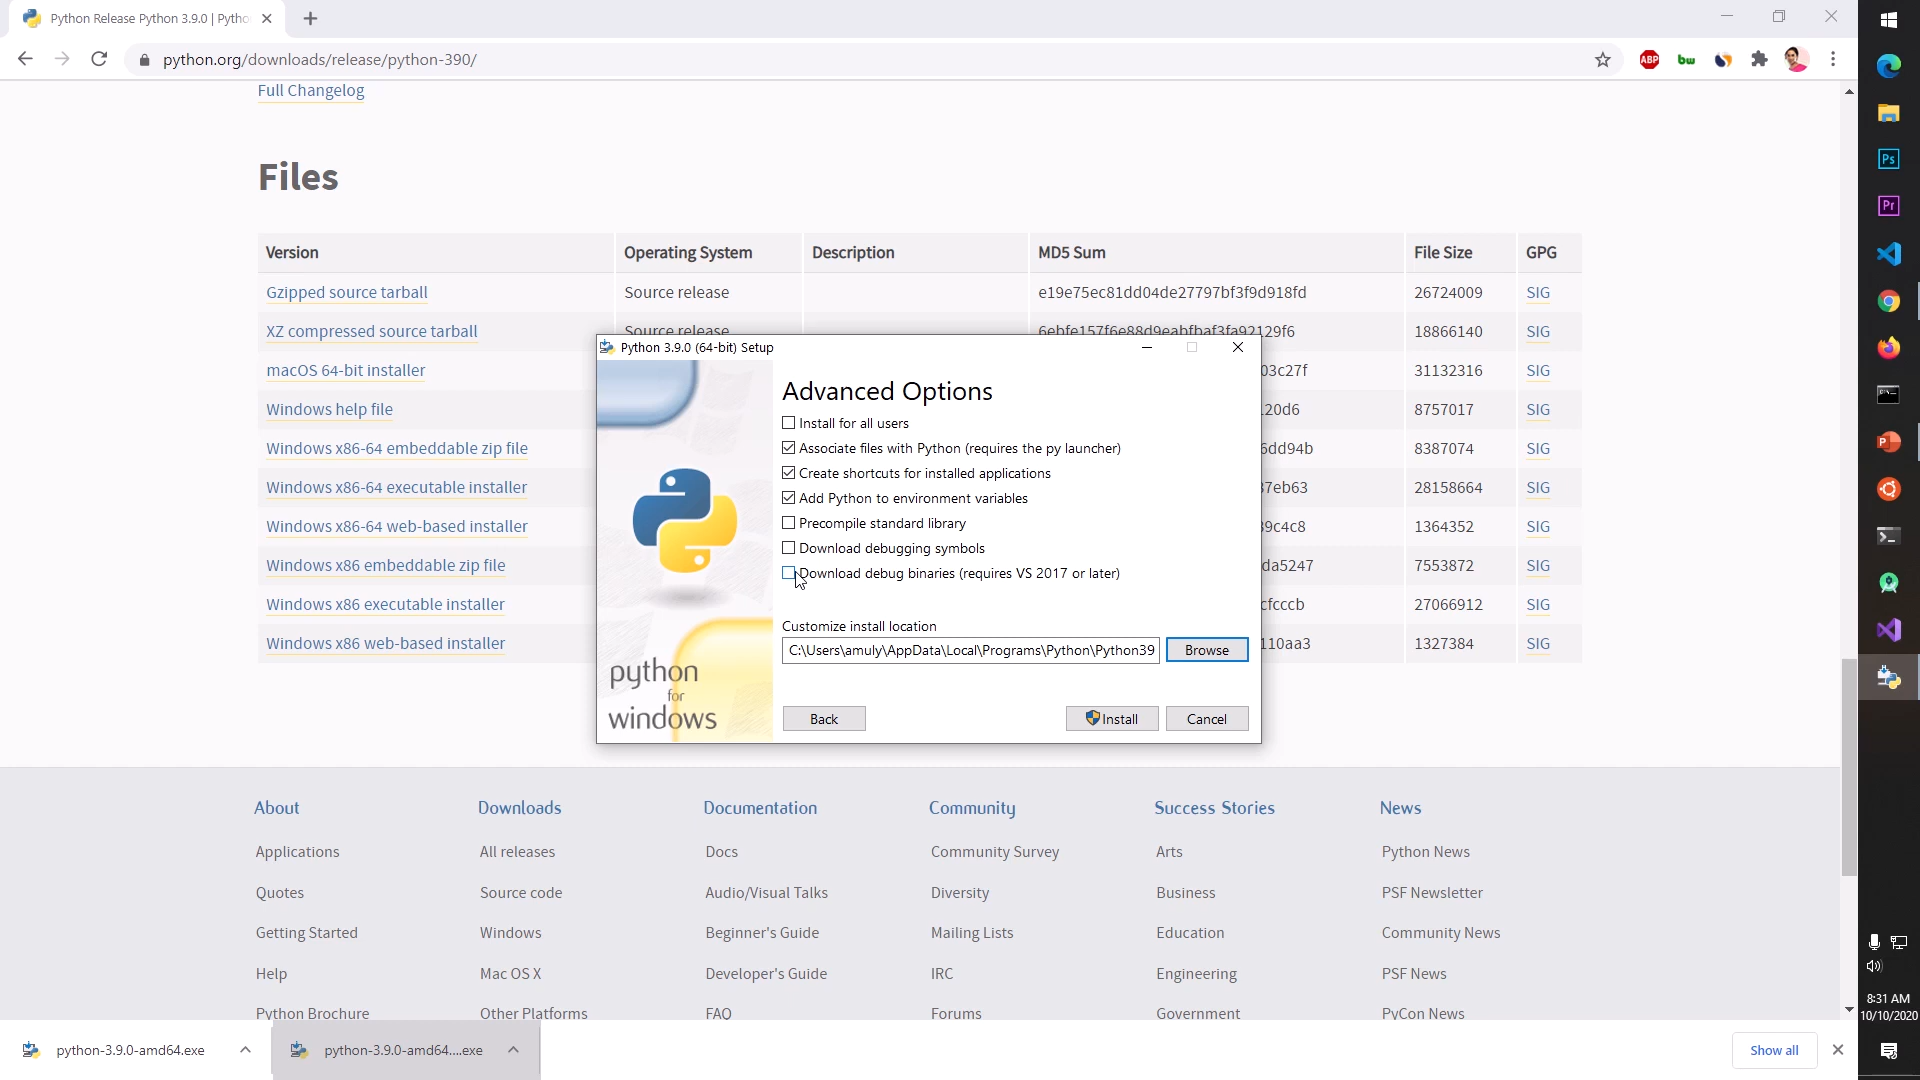 Python Release Python 3.9.0 | Pytho
python.org/downloads/release/python-390/
ABP
bw
Full Changelog
Files
Version Operating System Description MD5 Sum File Size GPG
Gzipped source tarball Source release e19e75ec81dd04de27797bf3f9d918fd 26724009 SIG
XZ compressed source tarball Source release 6ebfe157f6e88d9eabfbaf3fa92129f6 18866140 SIG
macOS 64-bit installer 03c27f 31132316 SIG
Windows help file 120d6 8757017 SIG
Windows x86-64 embeddable zip file 6dd94b 8387074 SIG
Windows x86-64 executable installer 37eb63 28158664 SIG
Windows x86-64 web-based installer 39c4c8 1364352 SIG
Windows x86 embeddable zip file da5247 7553872 SIG
Windows x86 executable installer cfcccb 27066912 SIG
Windows x86 web-based installer 110aa3 1327384 SIG
Python 3.9.0 (64-bit) Setup
Advanced Options
Install for all users
Associate files with Python (requires the py launcher)
Create shortcuts for installed applications
Add Python to environment variables
Precompile standard library
Download debugging symbols
Download debug binaries (requires VS 2017 or later)
Customize install location
C:\Users\amuly\AppData\Local\Programs\Python\Python39 Browse
python
for
windows
Back Install Cancel
About Downloads Documentation Community Success Stories News
Applications All releases Docs Community Survey Arts Python News
Quotes Source code Audio/Visual Talks Diversity Business PSF Newsletter
Getting Started Windows Beginner's Guide Mailing Lists Education Community News
Help Mac OS X Developer's Guide IRC Engineering PSF News
Python Brochure Other Platforms FAQ Forums Government PyCon News
python-3.9.0-amd64.exe python-3.9.0-amd64....exe Show all
Ps
Pr
8:31 AM
10/10/2020